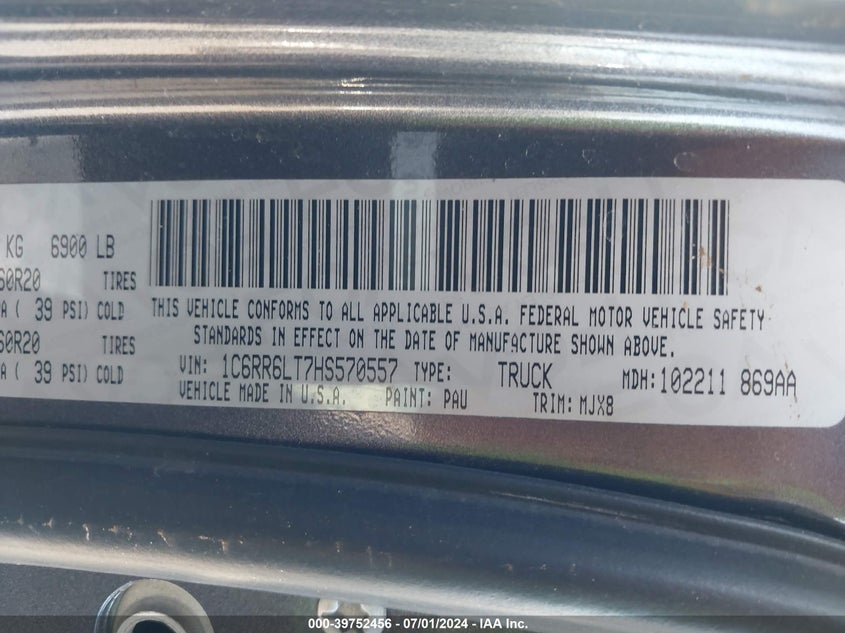 KG 6900 LB
60R20 TIRES
A ( 39 PSI) COLD
60R20 TIRES
A ( 39 PSI) COLD
THIS VEHICLE CONFORMS TO ALL APPLICABLE U.S.A. FEDERAL MOTOR VEHICLE SAFETY
STANDARDS IN EFFECT ON THE DATE OF MANUFACTURE SHOWN ABOVE.
VIN: 1C6RR6LT7HS570557 TYPE: TRUCK MDH: 102211 869AA
VEHICLE MADE IN U.S.A. PAINT: PAU TRIM: MJX8
000-39752456 - 07/01/2024 - IAA Inc.